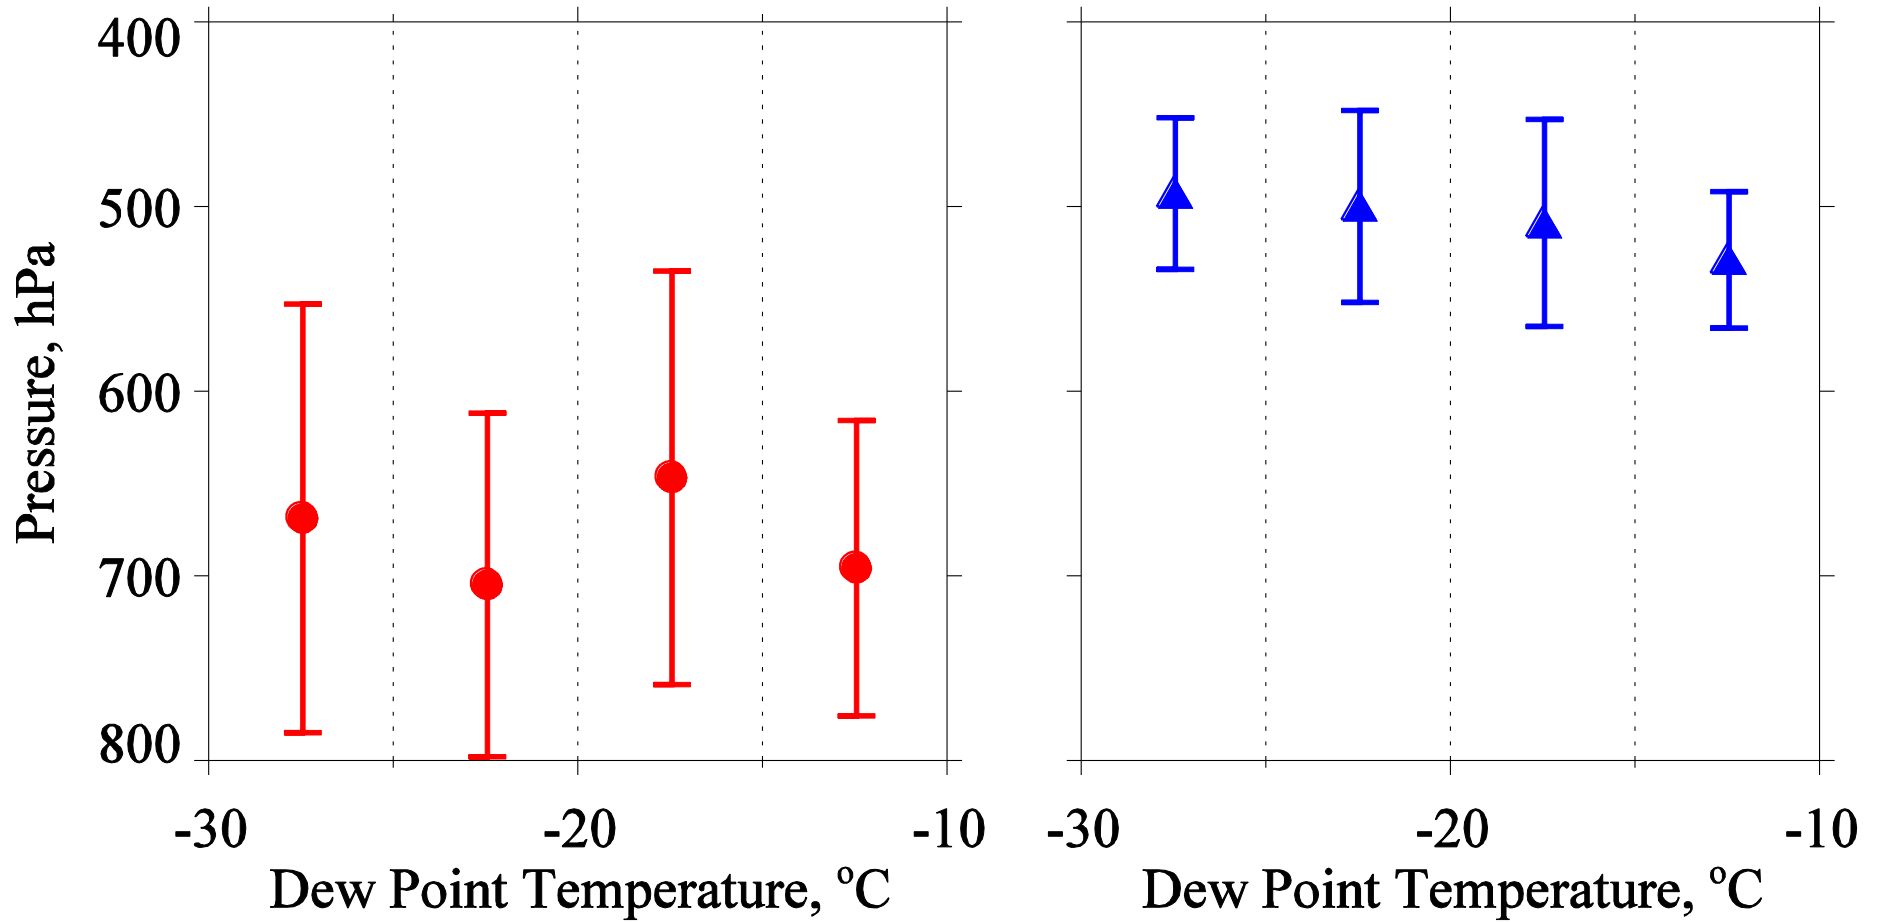 400
500
600
700
800
Pressure, hPa
-30 -20 -10
Dew Point Temperature, ºC
-30 -20 -10
Dew Point Temperature, ºC